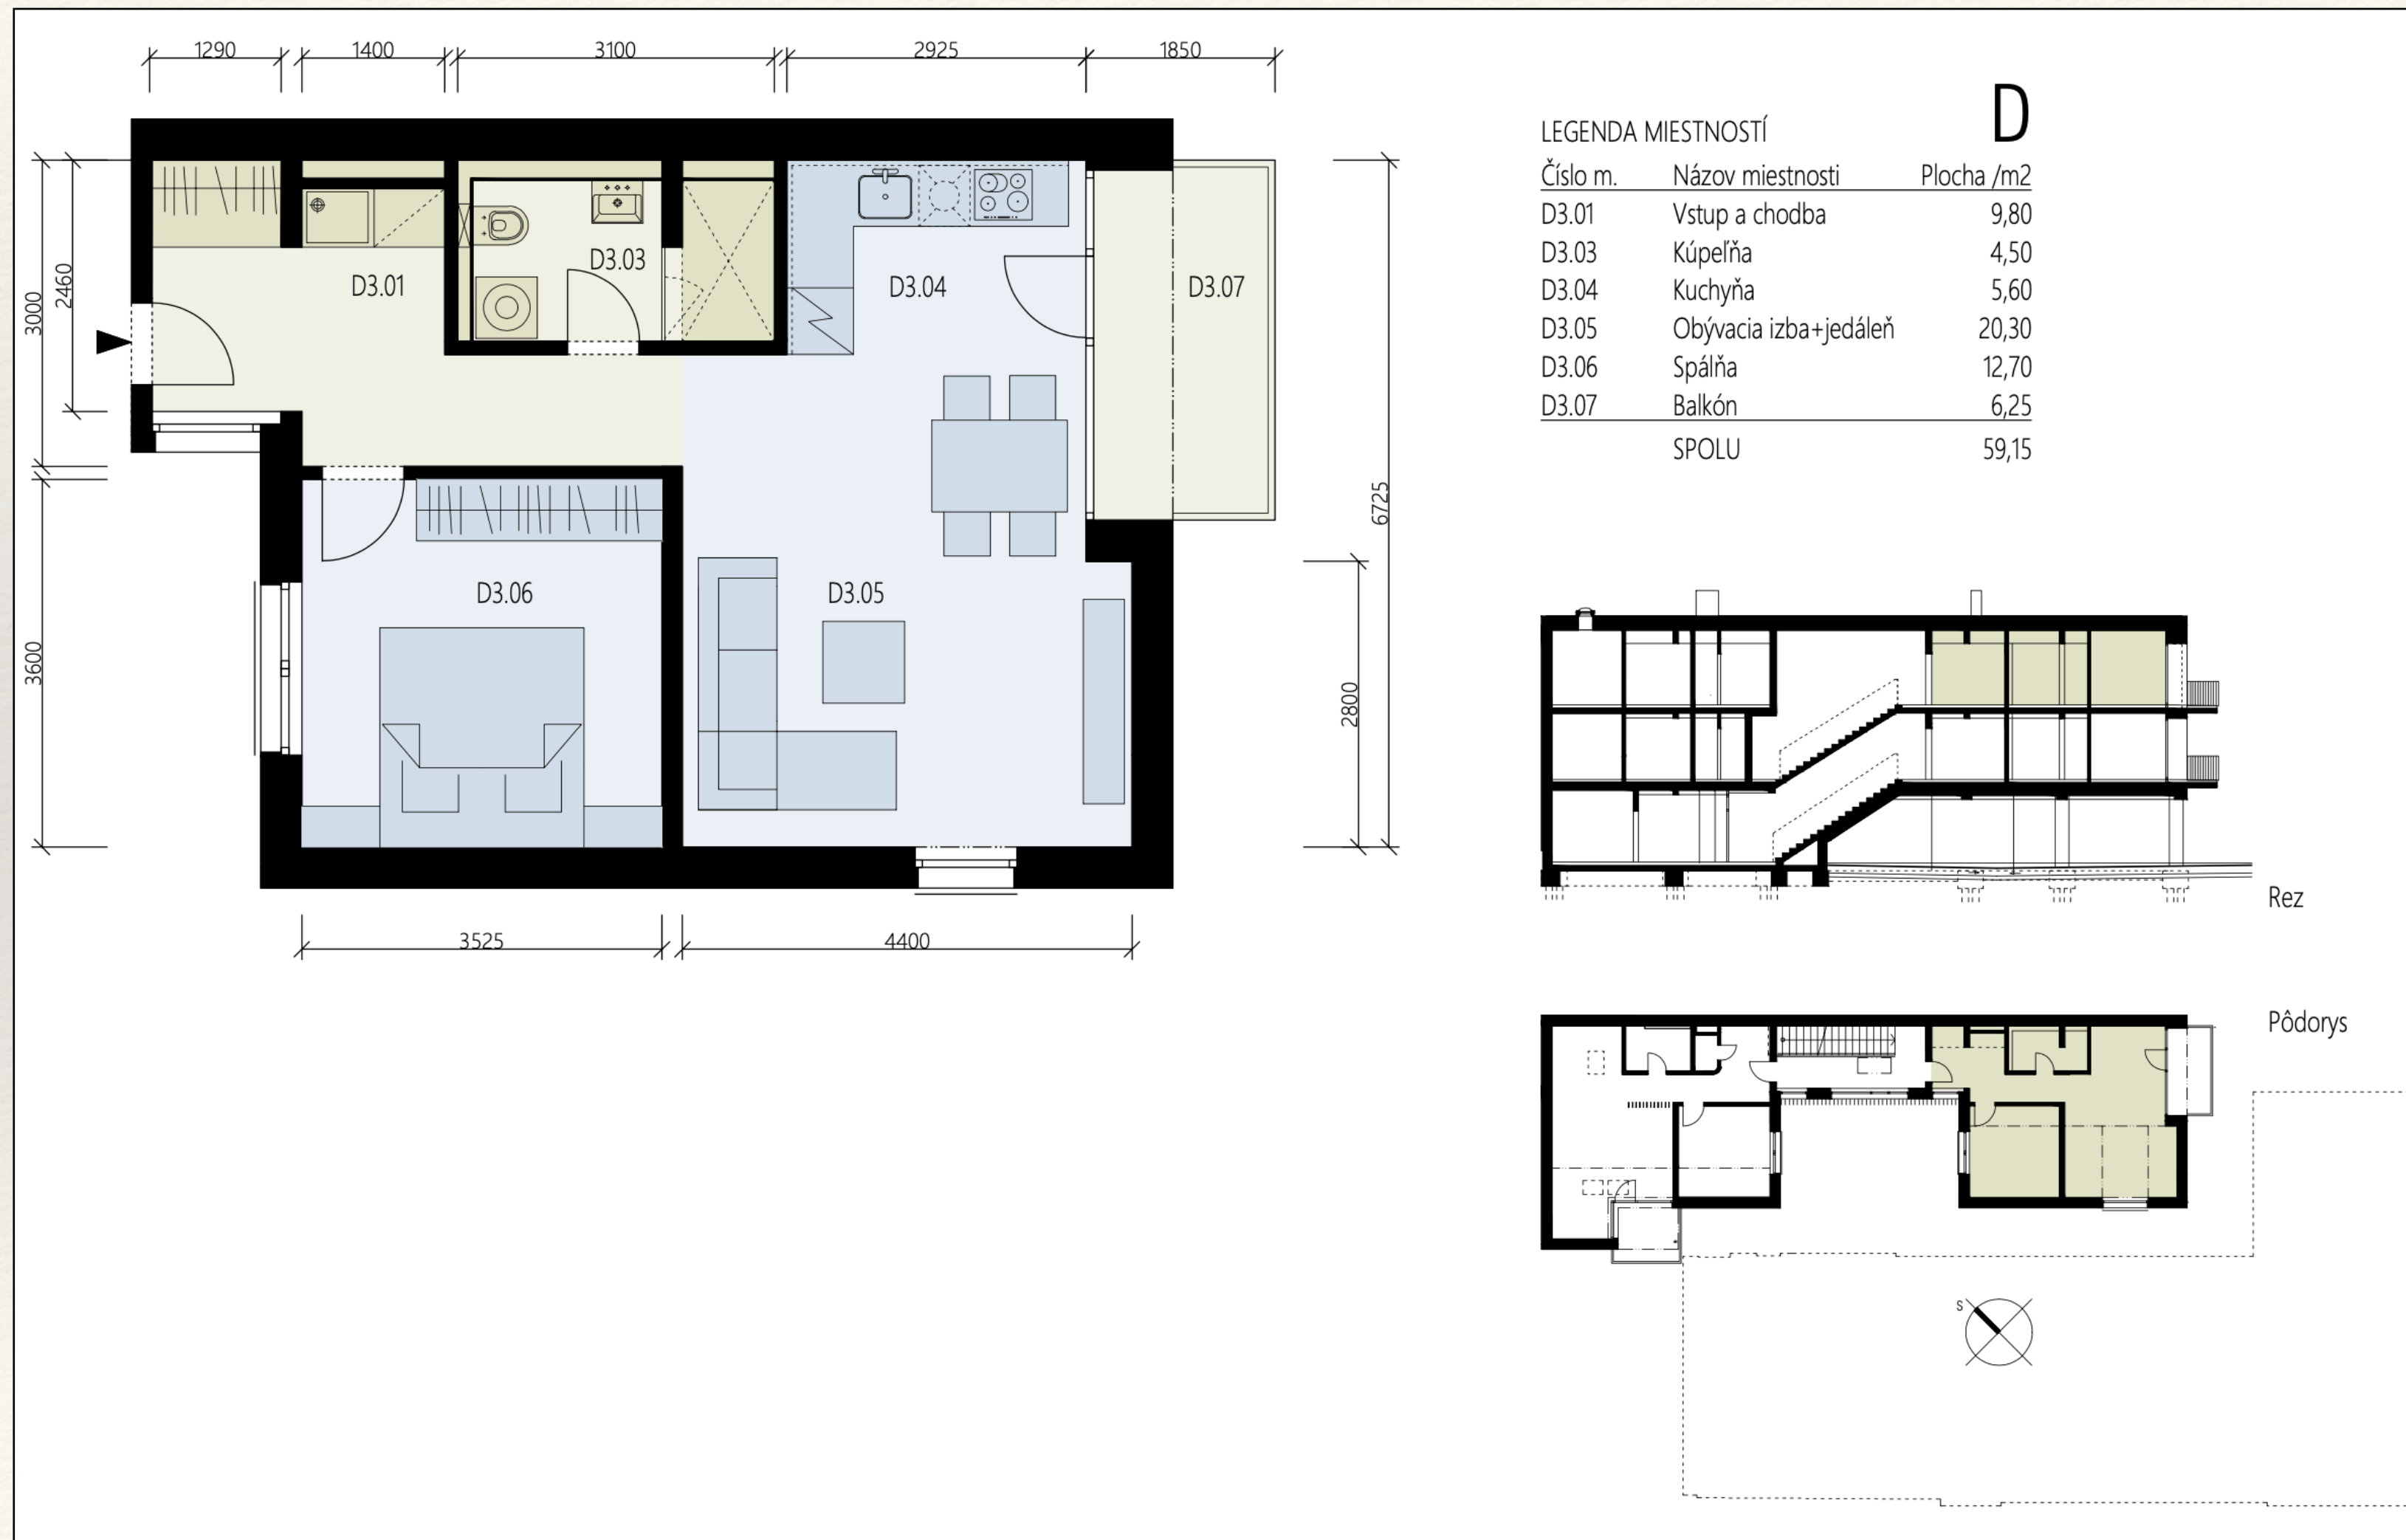 1290 1400 3100 2925 1850
3000
2460
D3.01
D3.03
D3.04
D3.07
6725
3600
D3.06
D3.05
2800
3525 4400
D
LEGENDA MIESTNOSTÍ
Číslo m. Názov miestnosti Plocha /m2
D3.01 Vstup a chodba 9,80
D3.03 Kúpeľňa 4,50
D3.04 Kuchyňa 5,60
D3.05 Obývacia izba+jedáleň 20,30
D3.06 Spálňa 12,70
D3.07 Balkón 6,25
SPOLU 59,15
Rez
Pôdorys
S